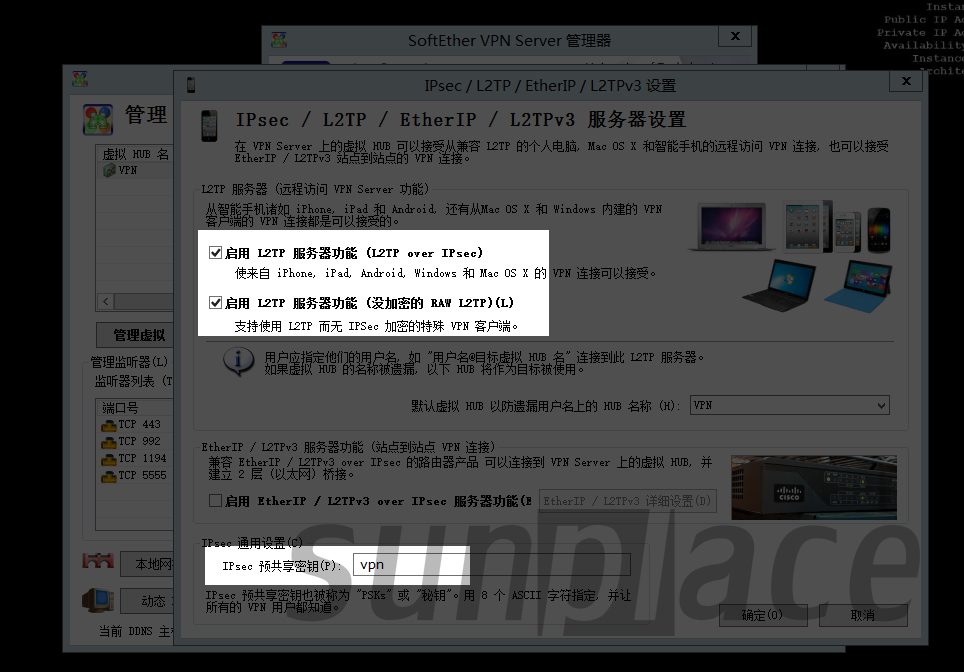 Instan
Public IP Ad
Private IP Ad
Availability
Instance
Archite
SoftEther VPN Server 管理器
IPsec / L2TP / EtherIP / L2TPv3 设置
管理
IPsec / L2TP / EtherIP / L2TPv3 服务器设置
在 VPN Server 上的虚拟 HUB 可以接受从兼容 L2TP 的个人电脑, Mac OS X 和智能手机的远程访问 VPN 连接, 也可以接受
EtherIP / L2TPv3 站点到站点的 VPN 连接。
虚拟 HUB 名
VPN
L2TP 服务器 (远程访问 VPN Server 功能)
从智能手机诸如 iPhone, iPad 和 Android, 还有从Mac OS X 和 Windows 内建的 VPN
客户端的 VPN 连接都是可以接受的。
启用 L2TP 服务器功能 (L2TP over IPsec)
使来自 iPhone, iPad, Android, Windows 和 Mac OS X 的 VPN 连接可以接受。
启用 L2TP 服务器功能 (没加密的 RAW L2TP)(L)
支持使用 L2TP 而无 IPSec 加密的特殊 VPN 客户端。
管理虚拟
管理监听器(L)
监听器列表 (T
端口号
TCP 443
TCP 992
TCP 1194
TCP 5555
用户应指定他们的用户名, 如 "用户名@目标虚拟 HUB 名" 连接到此 L2TP 服务器。
如果虚拟 HUB 的名称被遗漏, 以下 HUB 将作为目标被使用。
默认虚拟 HUB 以防遗漏用户名上的 HUB 名称 (H):
VPN
EtherIP / L2TPv3 服务器功能 (站点到站点 VPN 连接)
兼容 EtherIP / L2TPv3 over IPsec 的路由器产品 可以连接到 VPN Server 上的虚拟 HUB, 并
建立 2 层 (以太网) 桥接。
启用 EtherIP / L2TPv3 over IPsec 服务器功能(E
EtherIP / L2TPv3 详细设置(D)
CISCO
IPsec 通用设置(C)
IPsec 预共享密钥(P):
vpn
IPsec 预共享密钥也被称为 "PSKs" 或 "秘钥"。用 8 个 ASCII 字符指定, 并让
所有的 VPN 用户都知道。
确定(O)
取消
本地网
动态
当前 DDNS 主
sunplace